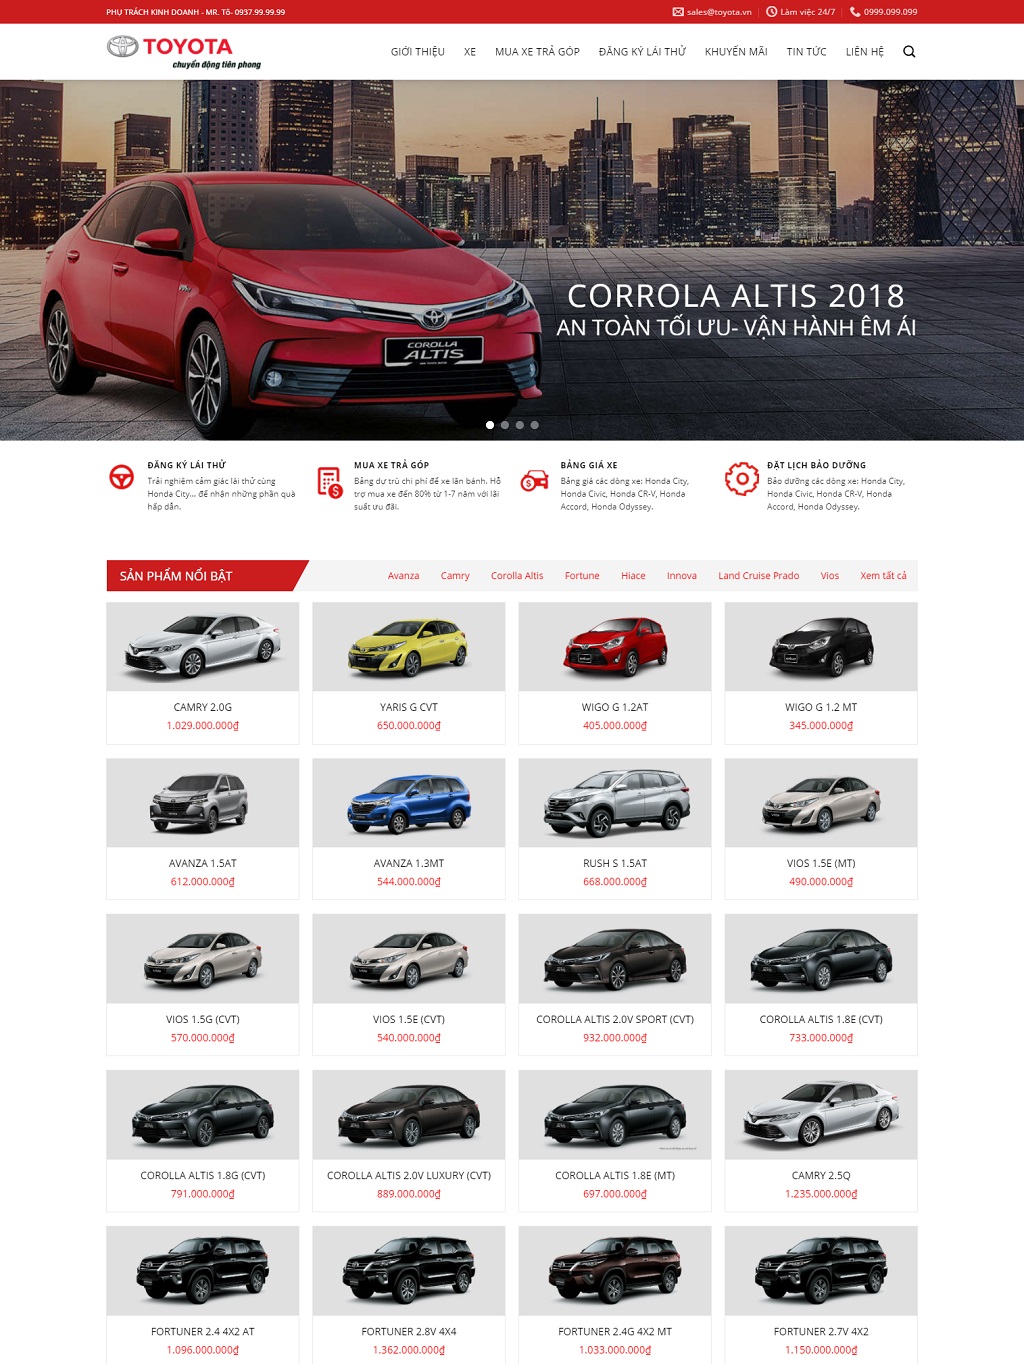 PHỤ TRÁCH KINH DOANH - MR. Tô- 0937.99.99.99
sales@toyota.vn
Làm việc 24/7
0999.099.099
TOYOTA
chuyển động tiên phong
GIỚI THIỆU
XE
MUA XE TRẢ GÓP
ĐĂNG KÝ LÁI THỬ
KHUYẾN MÃI
TIN TỨC
LIÊN HỆ
CORROLA ALTIS 2018
AN TOÀN TỐI ƯU- VẬN HÀNH ÊM ÁI
COROLLA
ALTIS
ĐĂNG KÝ LÁI THỬ
Trải nghiệm cảm giác lái thử cùng
Honda City... để nhận những phần quà
hấp dẫn.
MUA XE TRẢ GÓP
Bảng dự trù chi phí để xe lăn bánh. Hỗ
trợ mua xe đến 80% từ 1-7 năm với lãi
suất ưu đãi.
BẢNG GIÁ XE
Bảng giá các dòng xe: Honda City,
Honda Civic, Honda CR-V, Honda
Accord, Honda Odyssey.
ĐẶT LỊCH BẢO DƯỠNG
Bảo dưỡng các dòng xe: Honda City,
Honda Civic, Honda CR-V, Honda
Accord, Honda Odyssey.
SẢN PHẨM NỔI BẬT
Avanza
Camry
Corolla Altis
Fortune
Hiace
Innova
Land Cruise Prado
Vios
Xem tất cả
CAMRY 2.0G
1.029.000.000₫
YARIS G CVT
650.000.000₫
WIGO G 1.2AT
405.000.000₫
WIGO G 1.2 MT
345.000.000₫
AVANZA 1.5AT
612.000.000₫
AVANZA 1.3MT
544.000.000₫
RUSH S 1.5AT
668.000.000₫
VIOS 1.5E (MT)
490.000.000₫
VIOS 1.5G (CVT)
570.000.000₫
VIOS 1.5E (CVT)
540.000.000₫
COROLLA ALTIS 2.0V SPORT (CVT)
932.000.000₫
COROLLA ALTIS 1.8E (CVT)
733.000.000₫
COROLLA ALTIS 1.8G (CVT)
791.000.000₫
COROLLA ALTIS 2.0V LUXURY (CVT)
889.000.000₫
COROLLA ALTIS 1.8E (MT)
697.000.000₫
CAMRY 2.5Q
1.235.000.000₫
FORTUNER 2.4 4X2 AT
1.096.000.000₫
FORTUNER 2.8V 4X4
1.362.000.000₫
FORTUNER 2.4G 4X2 MT
1.033.000.000₫
FORTUNER 2.7V 4X2
1.150.000.000₫